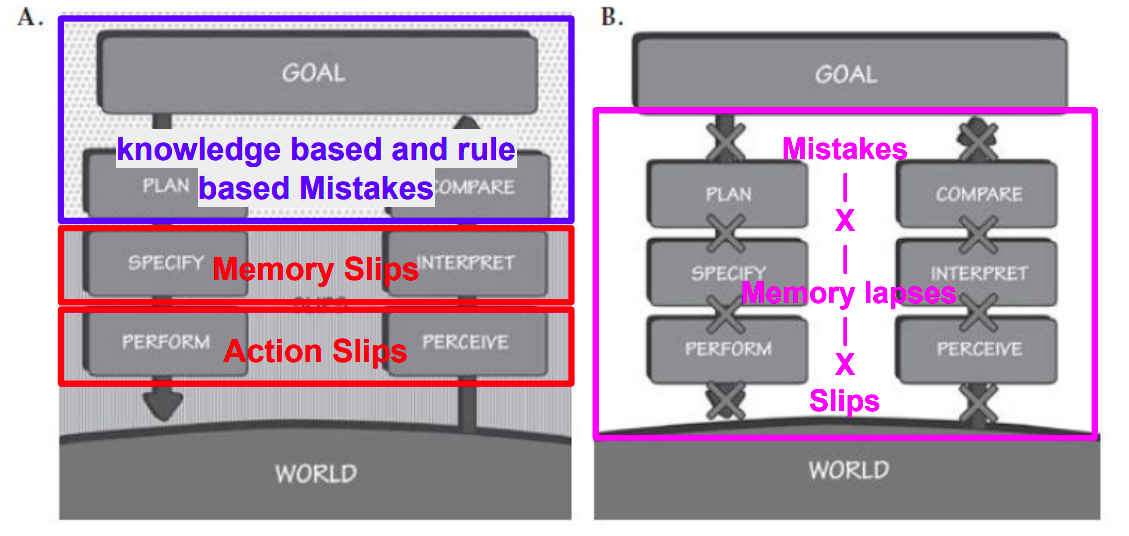 A.
GOAL
knowledge based and rule
based Mistakes
PLAN
COMPARE
SPECIFY
Memory Slips
INTERPRET
PERFORM
Action Slips
PERCEIVE
WORLD
B.
GOAL
Mistakes
|
X
|
Memory lapses
|
X
Slips
PLAN
COMPARE
SPECIFY
INTERPRET
PERFORM
PERCEIVE
WORLD